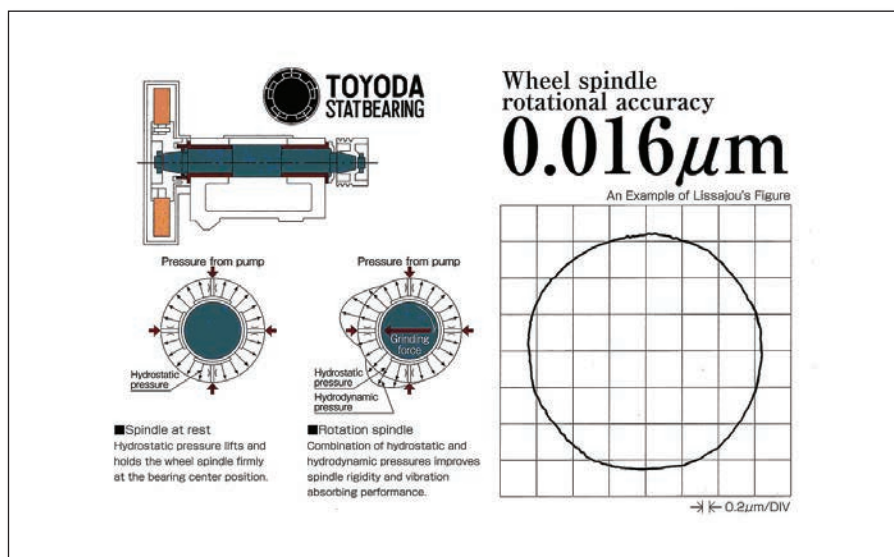 TOYODA
STATBEARING
Wheel spindle
rotational accuracy
0.016μm
An Example of Lissajou's Figure
Pressure from pump
Hydrostatic
pressure
■Spindle at rest
Hydrostatic pressure lifts and
holds the wheel spindle firmly
at the bearing center position.
Pressure from pump
Grinding
force
Hydrostatic
pressure
Hydrodynamic
pressure
■Rotation spindle
Combination of hydrostatic and
hydrodynamic pressures improves
spindle rigidity and vibration
absorbing performance.
0.2μm/DIV